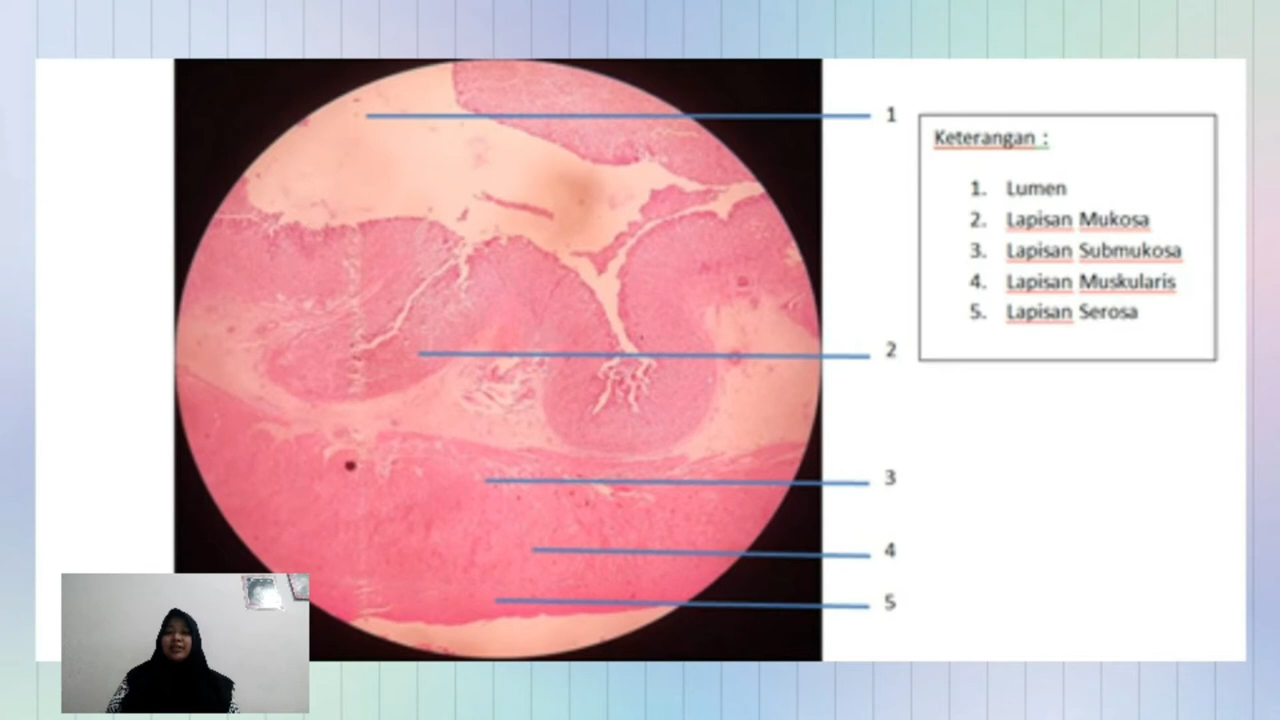 1
Keterangan :
1. Lumen
2. Lapisan Mukosa
3. Lapisan Submukosa
4. Lapisan Muskularis
5. Lapisan Serosa
2
3
4
5